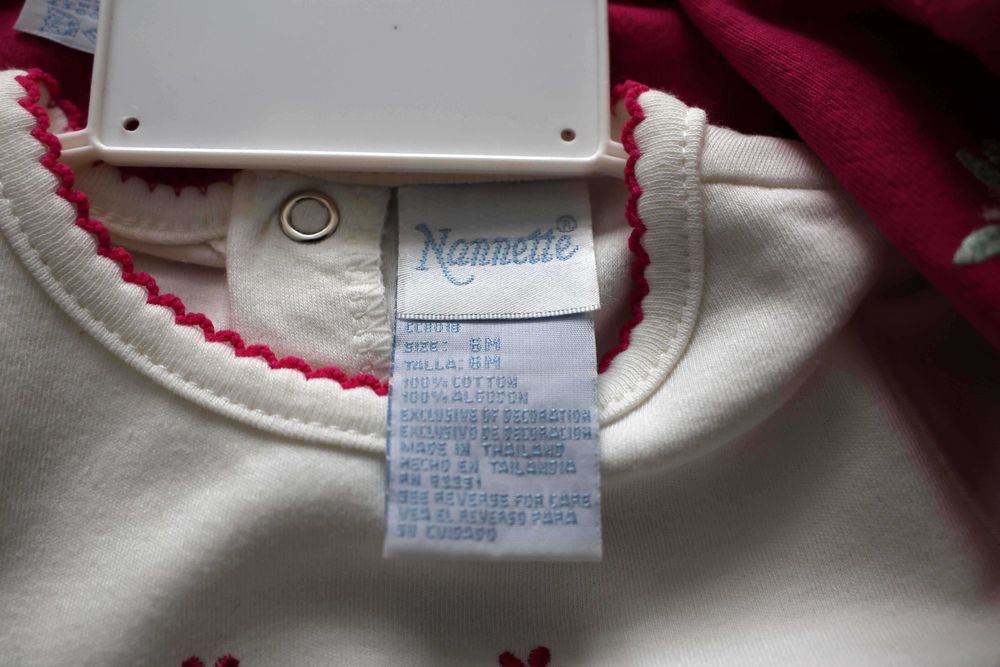 Nannette®
SIZE: 6M
TALLA: 6M
100% COTTON
100% ALGODON
EXCLUSIVE OF DECORATION
EXCLUSIVO DE DECORACION
MADE IN THAILAND
HECHO EN TAILANDIA
RN
SEE REVERSE FOR CARE
VEA EL REVERSO PARA
SU CUIDADO